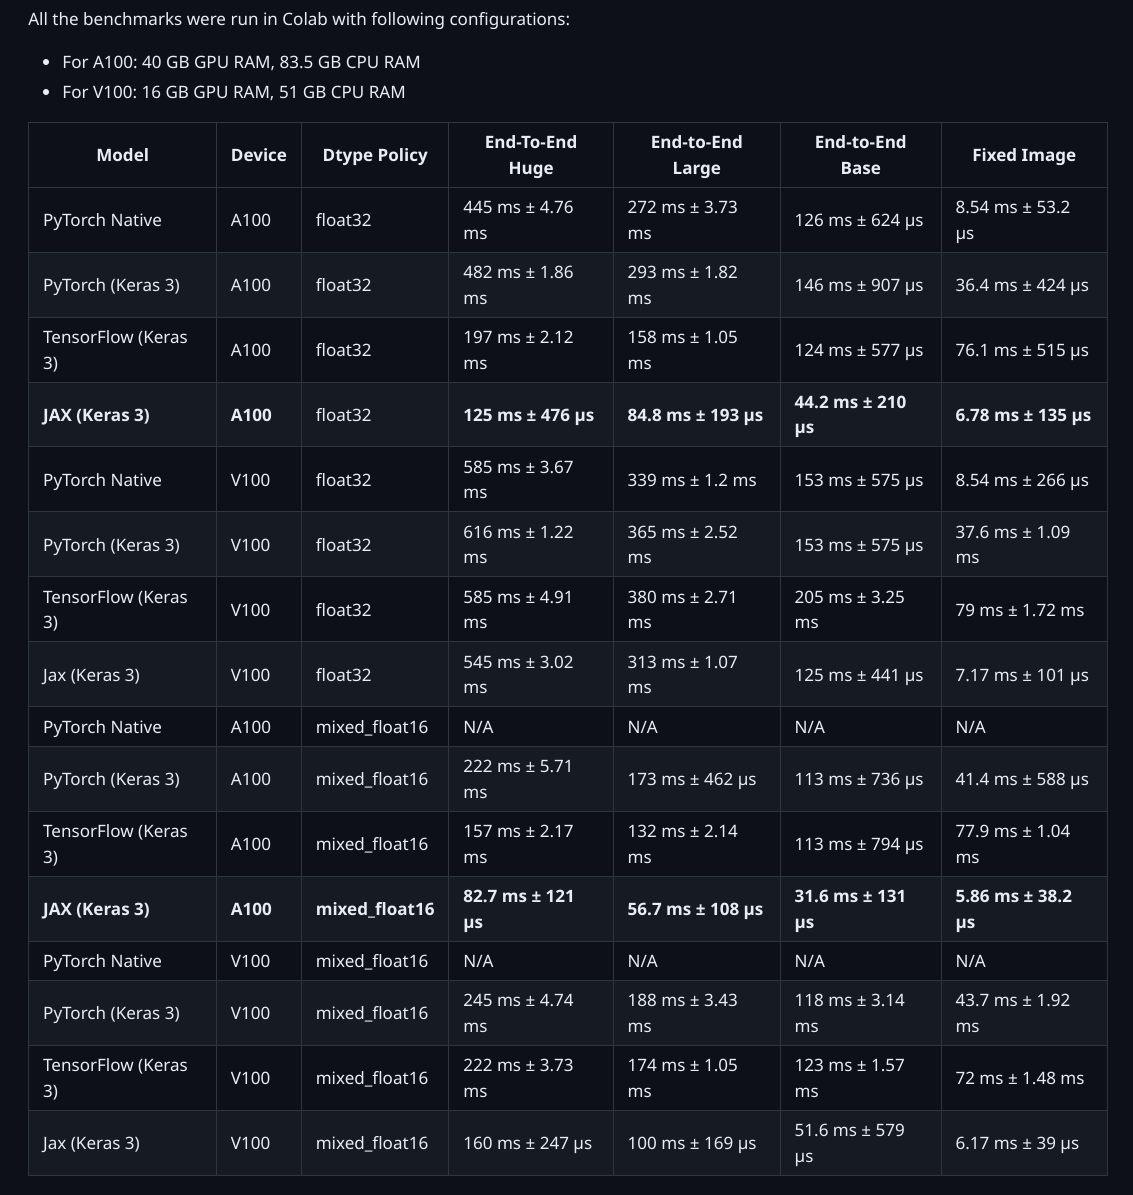 All the benchmarks were run in Colab with following configurations:
• For A100: 40 GB GPU RAM, 83.5 GB CPU RAM
• For V100: 16 GB GPU RAM, 51 GB CPU RAM
Model Device Dtype Policy End-To-End Huge End-to-End Large End-to-End Base Fixed Image
PyTorch Native A100 float32 445 ms ± 4.76 ms 272 ms ± 3.73 ms 126 ms ± 624 µs 8.54 ms ± 53.2 µs
PyTorch (Keras 3) A100 float32 482 ms ± 1.86 ms 293 ms ± 1.82 ms 146 ms ± 907 µs 36.4 ms ± 424 µs
TensorFlow (Keras 3) A100 float32 197 ms ± 2.12 ms 158 ms ± 1.05 ms 124 ms ± 577 µs 76.1 ms ± 515 µs
JAX (Keras 3) A100 float32 125 ms ± 476 µs 84.8 ms ± 193 µs 44.2 ms ± 210 µs 6.78 ms ± 135 µs
PyTorch Native V100 float32 585 ms ± 3.67 ms 339 ms ± 1.2 ms 153 ms ± 575 µs 8.54 ms ± 266 µs
PyTorch (Keras 3) V100 float32 616 ms ± 1.22 ms 365 ms ± 2.52 ms 153 ms ± 575 µs 37.6 ms ± 1.09 ms
TensorFlow (Keras 3) V100 float32 585 ms ± 4.91 ms 380 ms ± 2.71 ms 205 ms ± 3.25 ms 79 ms ± 1.72 ms
Jax (Keras 3) V100 float32 545 ms ± 3.02 ms 313 ms ± 1.07 ms 125 ms ± 441 µs 7.17 ms ± 101 µs
PyTorch Native A100 mixed_float16 N/A N/A N/A N/A
PyTorch (Keras 3) A100 mixed_float16 222 ms ± 5.71 ms 173 ms ± 462 µs 113 ms ± 736 µs 41.4 ms ± 588 µs
TensorFlow (Keras 3) A100 mixed_float16 157 ms ± 2.17 ms 132 ms ± 2.14 ms 113 ms ± 794 µs 77.9 ms ± 1.04 ms
JAX (Keras 3) A100 mixed_float16 82.7 ms ± 121 µs 56.7 ms ± 108 µs 31.6 ms ± 131 µs 5.86 ms ± 38.2 µs
PyTorch Native V100 mixed_float16 N/A N/A N/A N/A
PyTorch (Keras 3) V100 mixed_float16 245 ms ± 4.74 ms 188 ms ± 3.43 ms 118 ms ± 3.14 ms 43.7 ms ± 1.92 ms
TensorFlow (Keras 3) V100 mixed_float16 222 ms ± 3.73 ms 174 ms ± 1.05 ms 123 ms ± 1.57 ms 72 ms ± 1.48 ms
Jax (Keras 3) V100 mixed_float16 160 ms ± 247 µs 100 ms ± 169 µs 51.6 ms ± 579 µs 6.17 ms ± 39 µs